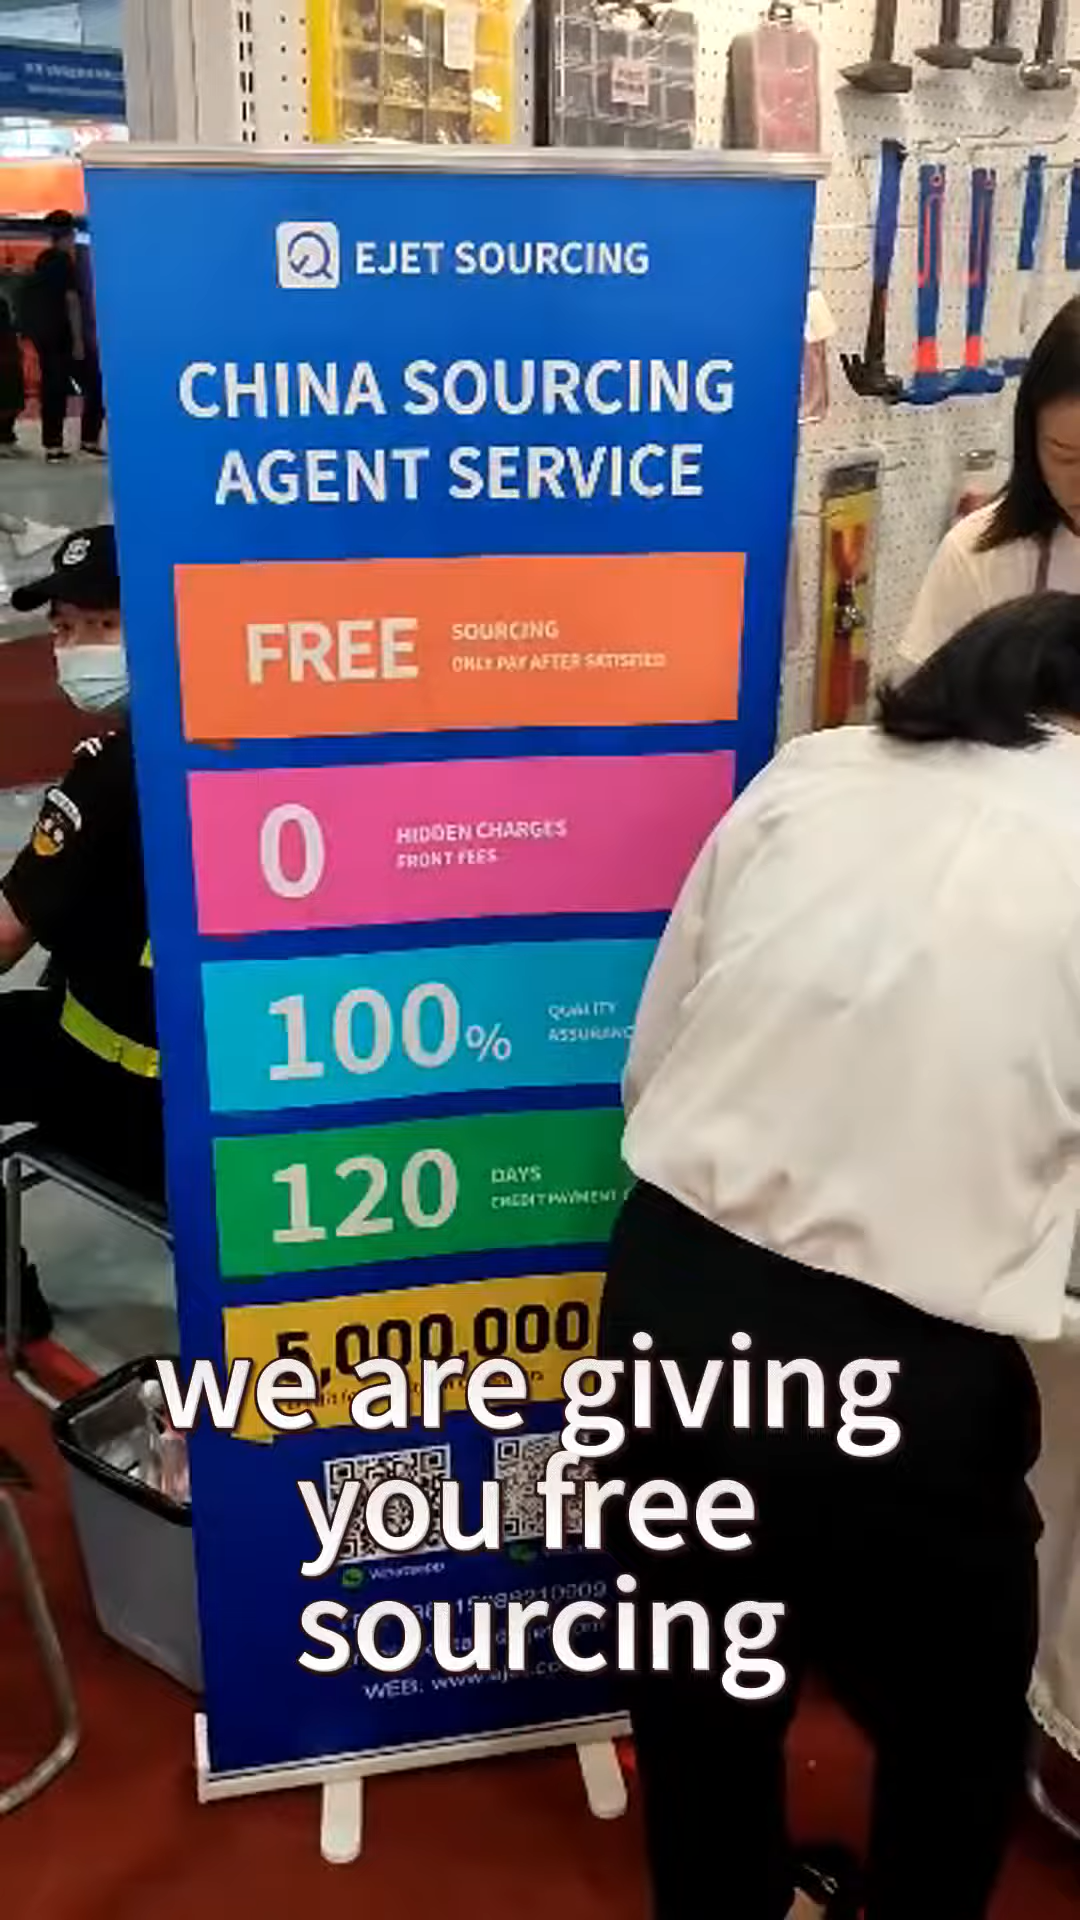 EJET SOURCING
CHINA SOURCING
AGENT SERVICE
FREE
SOURCING
ONLY PAY AFTER SATISFIED
0
HIDDEN CHARGES
FRONT FEES
100%
QUALITY
120
DAYS
CREDIT PAYMENT
5,000,000
we are giving
you free
sourcing
Whatsapp
WEB: